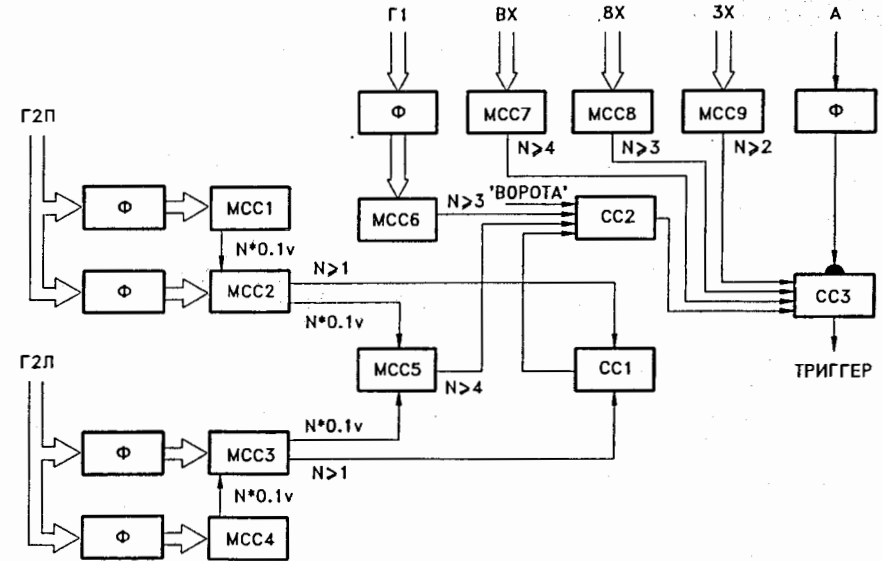 Г1 ВХ 8Х 3Х А
Г2П
Ф МСС7 МСС8 МСС9 Ф
N⩾4 N⩾3 N⩾2
Ф МСС1
МСС6 N⩾3 'ВОРОТА' СС2
N*0.1v
Ф МСС2 N⩾1
N*0.1v
СС3
Г2Л
МСС5 N⩾4 СС1
ТРИГГЕР
Ф МСС3 N*0.1v
N⩾1
N*0.1v
Ф МСС4